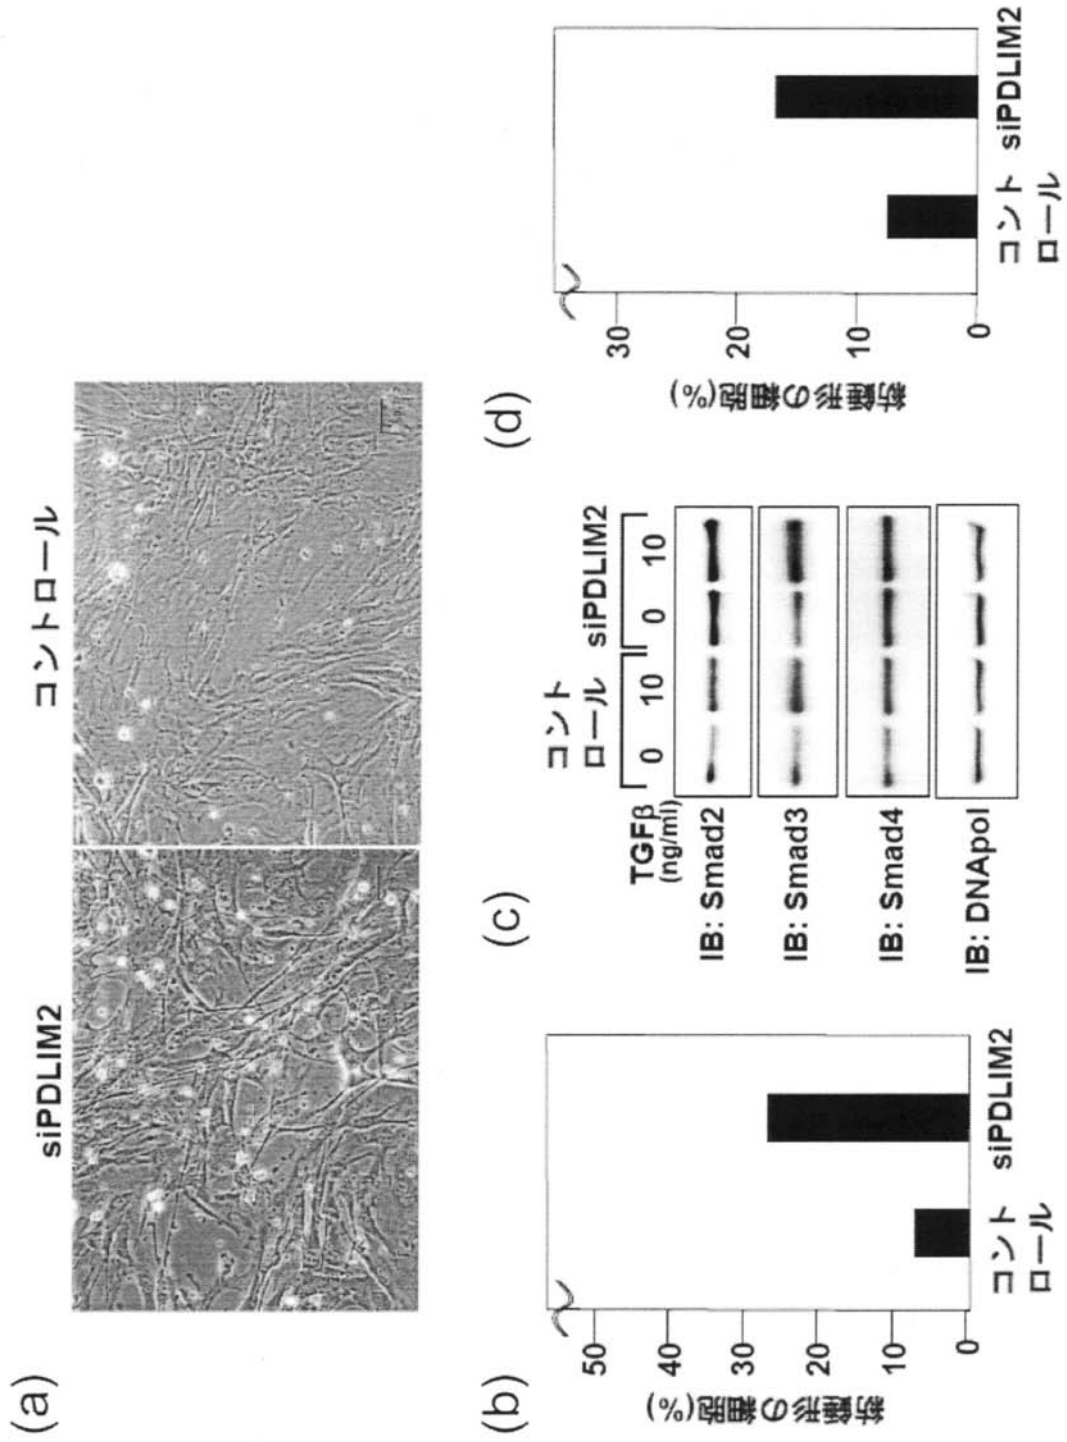 (a)
siPDLIM2
コントロール
(b)
紡錘形の細胞(%)
50
40
30
20
10
0
コント
ロール
siPDLIM2
(c)
コント
ロール
siPDLIM2
TGFβ
(ng/ml)
0 10 0 10
IB: Smad2
IB: Smad3
IB: Smad4
IB: DNApol
(d)
紡錘形の細胞(%)
30
20
10
0
コント
ロール
siPDLIM2